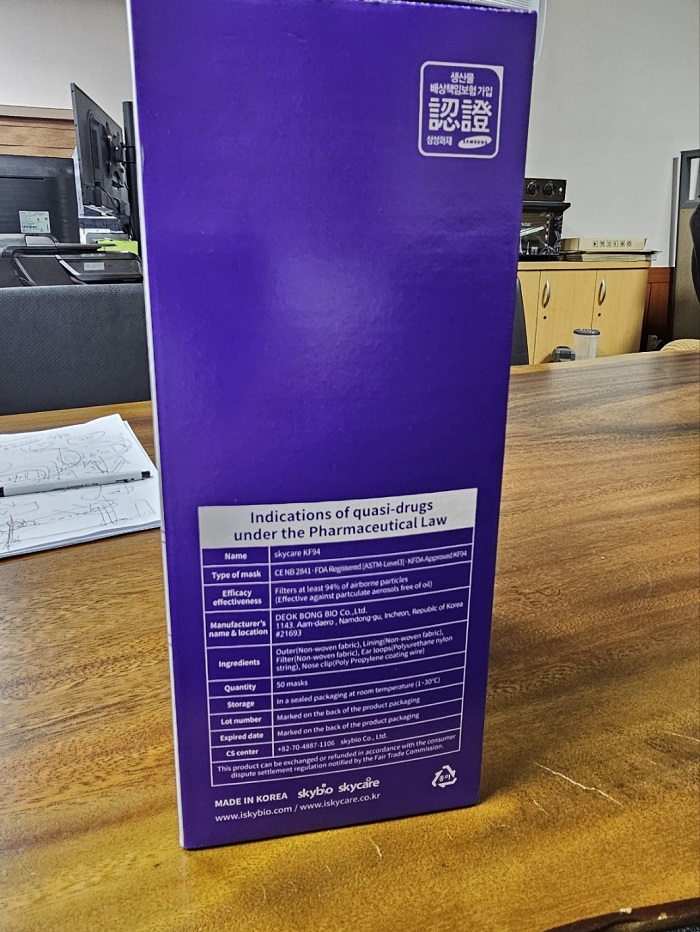 생산물
배상책임보험 가입
認證
삼성화재 SAMSUNG
Indications of quasi-drugs
under the Pharmaceutical Law
Name skycare KF94
Type of mask CE NB 2841 · FDA Registered [ASTM-Level3] · KFDA Approved KF94
Efficacy effectiveness
Filters at least 94% of airborne particles
(Effective against partculate aerosols free of oil)
Manufacturer's name & location
DEOK BONG BIO Co.,Ltd.
1143, Aam-daero , Namdong-gu, Incheon, Republic of Korea
#21693
Ingredients
Outer(Non-woven fabric), Lining(Non-woven fabric),
Filter(Non-woven fabric), Ear loops(Polyurethane nylon
string), Nose clip(Poly Propylene coating wire)
Quantity 50 masks
Storage In a sealed packaging at room temperature (1~30°C)
Lot number Marked on the back of the product packaging
Expired date Marked on the back of the product packaging
CS center +82-70-4887-1106 skybio Co., Ltd.
This product can be exchanged or refunded in accordance with the consumer
dispute settlement regulation notified by the Fair Trade Commission.
MADE IN KOREA skybio skycare
www.iskybio.com / www.iskycare.co.kr
종이